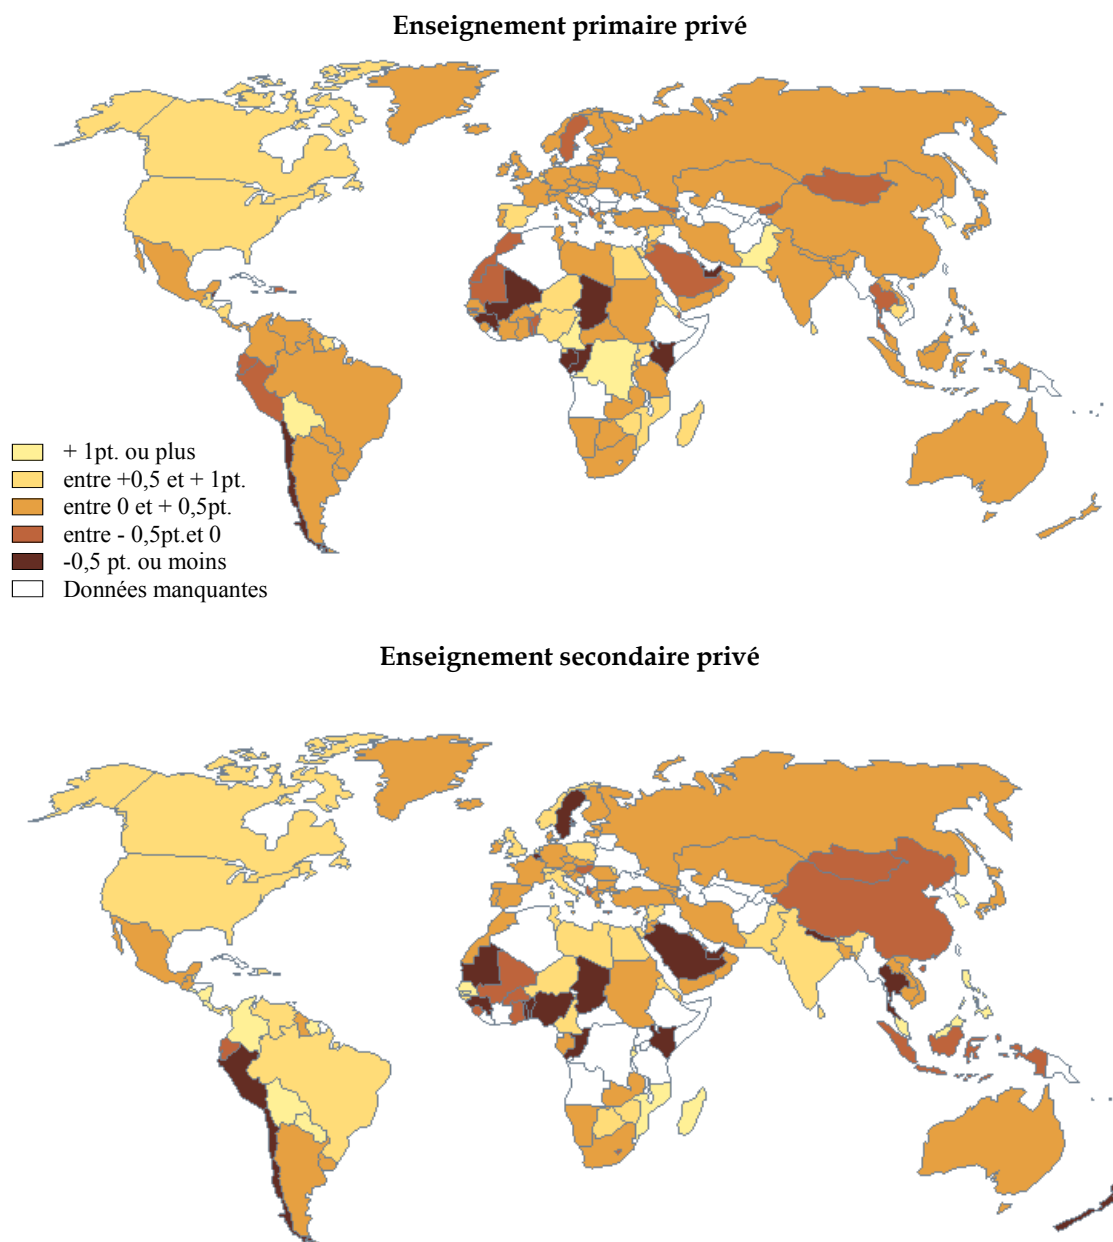 Enseignement primaire privé
+ 1pt. ou plus
entre +0,5 et + 1pt.
entre 0 et + 0,5pt.
entre - 0,5pt.et 0
-0,5 pt. ou moins
Données manquantes
Enseignement secondaire privé